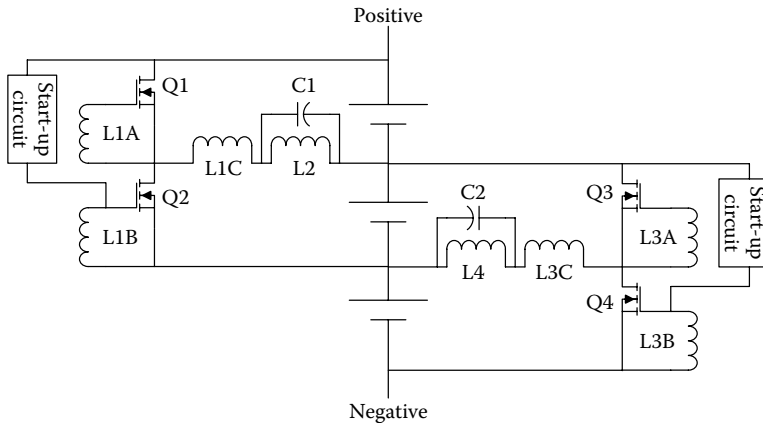 Positive
Start-up
circuit
Q1
C1
L1A
L1C
L2
Q2
L1B
C2
Q3
Start-up
circuit
L3A
L4
L3C
Q4
L3B
Negative